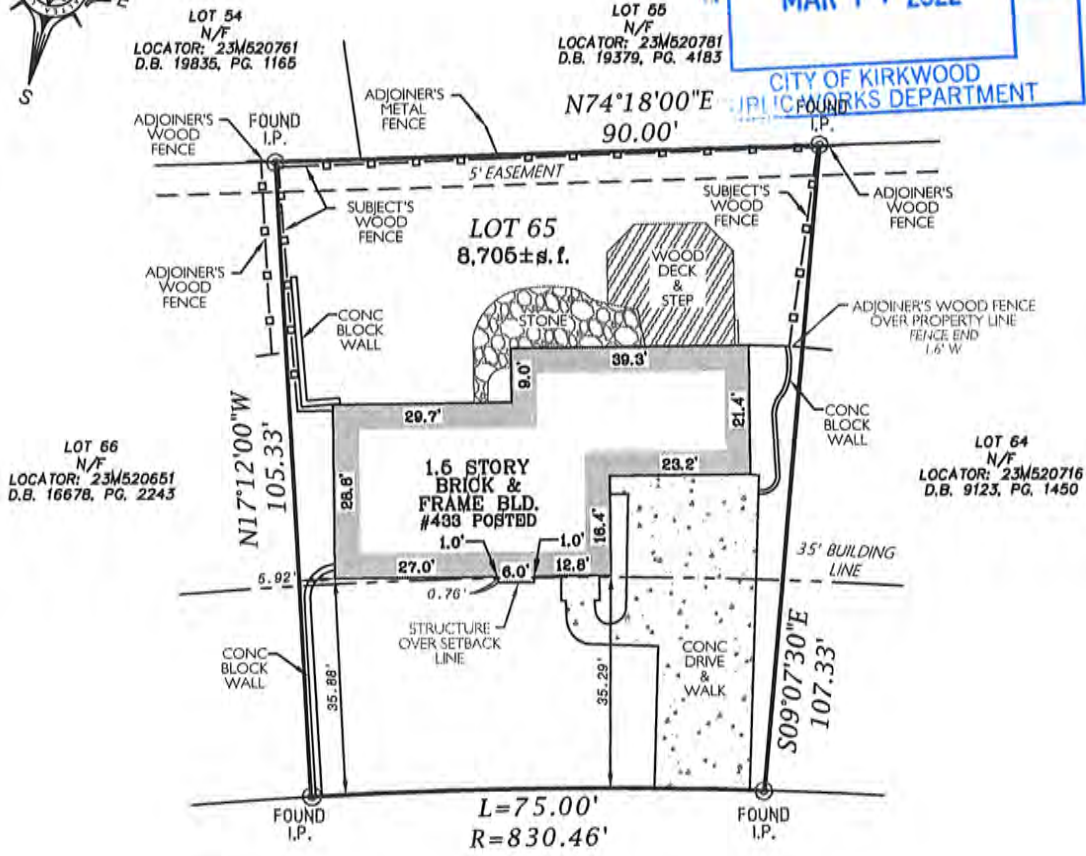 E
S
LOT 54
N/F
LOCATOR: 23M520761
D.B. 19835, PG. 1165
LOT 55
N/F
LOCATOR: 23M520781
D.B. 19379, PG. 4183
2022
CITY OF KIRKWOOD
WORKS DEPARTMENT
N74°18'00"E
90.00'
ADJOINER'S
METAL
FENCE
ADJOINER'S
WOOD
FENCE
FOUND
I.P.
FOUND
I.P.
5' EASEMENT
SUBJECT'S
WOOD
FENCE
SUBJECT'S
WOOD
FENCE
ADJOINER'S
WOOD
FENCE
LOT 65
8,705±s.f.
ADJOINER'S
WOOD
FENCE
WOOD
DECK
&
STEP
STONE
CONC
BLOCK
WALL
ADJOINER'S WOOD FENCE
OVER PROPERTY LINE
FENCE END
1.6' W
39.3'
9.0'
29.7'
21.4'
N17°12'00"W
105.33'
CONC
BLOCK
WALL
LOT 66
N/F
LOCATOR: 23M520651
D.B. 16678, PG. 2243
LOT 64
N/F
LOCATOR: 23M520716
D.B. 9123, PG. 1450
28.8'
1.5 STORY
BRICK &
FRAME BLD.
#433 POSTED
23.2'
16.4'
1.0'
1.0'
27.0'
6.0'
12.8'
35' BUILDING
LINE
0.76'
STRUCTURE
OVER SETBACK
LINE
CONC
BLOCK
WALL
35.88'
35.29'
CONC
DRIVE
&
WALK
S09°07'30"E
107.33'
FOUND
I.P.
L=75.00'
R=830.46'
FOUND
I.P.